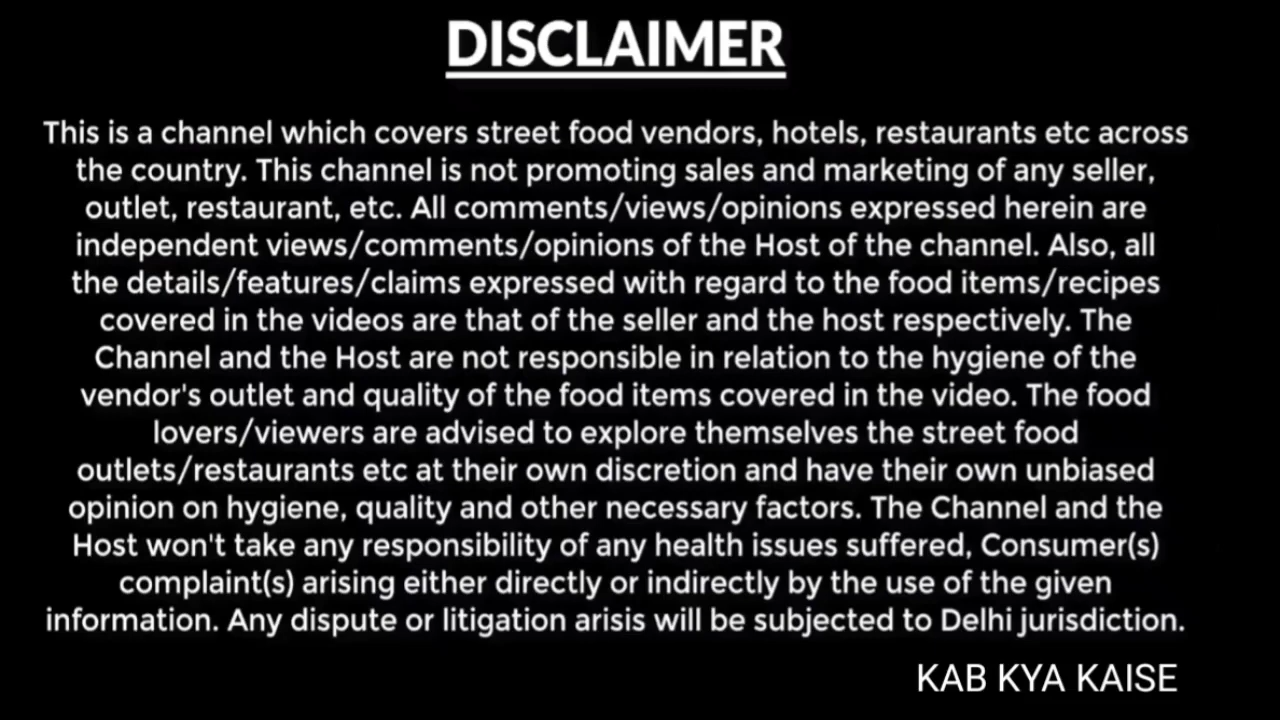 DISCLAIMER
This is a channel which covers street food vendors, hotels, restaurants etc across
the country. This channel is not promoting sales and marketing of any seller,
outlet, restaurant, etc. All comments/views/opinions expressed herein are
independent views/comments/opinions of the Host of the channel. Also, all
the details/features/claims expressed with regard to the food items/recipes
covered in the videos are that of the seller and the host respectively. The
Channel and the Host are not responsible in relation to the hygiene of the
vendor's outlet and quality of the food items covered in the video. The food
lovers/viewers are advised to explore themselves the street food
outlets/restaurants etc at their own discretion and have their own unbiased
opinion on hygiene, quality and other necessary factors. The Channel and the
Host won't take any responsibility of any health issues suffered, Consumer(s)
complaint(s) arising either directly or indirectly by the use of the given
information. Any dispute or litigation arisis will be subjected to Delhi jurisdiction.
KAB KYA KAISE